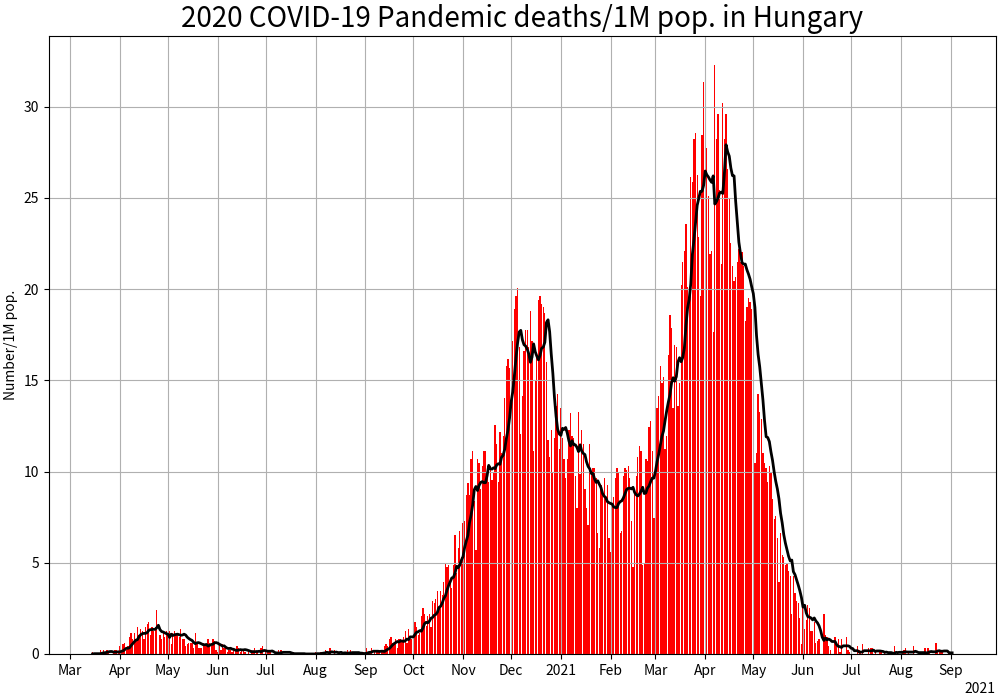 2020 COVID-19 Pandemic deaths/1M pop. in Hungary
Number/1M pop.
30
25
20
15
10
5
0
Mar Apr May Jun Jul Aug Sep Oct Nov Dec 2021 Feb Mar Apr May Jun Jul Aug Sep
2021